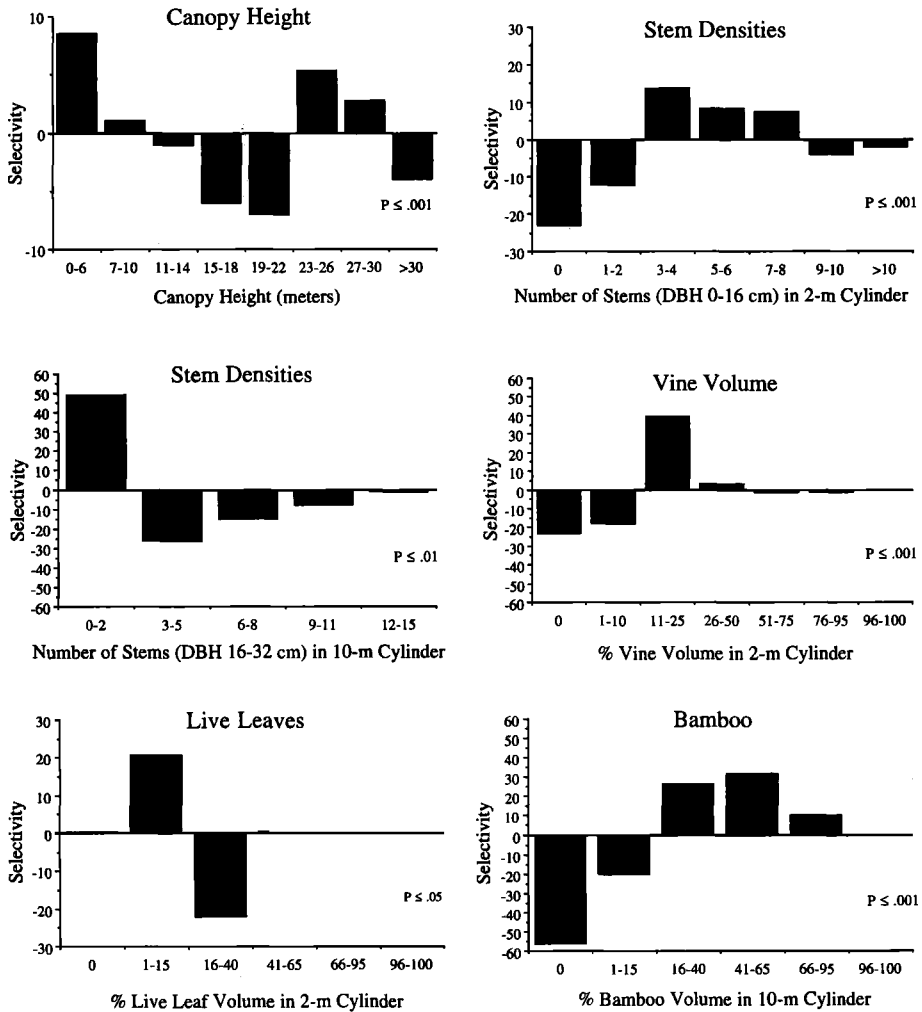 Canopy Height
10
0
-10
Selectivity
P ≤ .001
0-6 7-10 11-14 15-18 19-22 23-26 27-30 >30
Canopy Height (meters)
Stem Densities
30
20
10
0
-10
-20
-30
Selectivity
P ≤ .001
0 1-2 3-4 5-6 7-8 9-10 >10
Number of Stems (DBH 0-16 cm) in 2-m Cylinder
Stem Densities
60
50
40
30
20
10
0
-10
-20
-30
-40
-50
-60
Selectivity
P ≤ .01
0-2 3-5 6-8 9-11 12-15
Number of Stems (DBH 16-32 cm) in 10-m Cylinder
Vine Volume
60
50
40
30
20
10
0
-10
-20
-30
-40
-50
-60
Selectivity
P ≤ .001
0 1-10 11-25 26-50 51-75 76-95 96-100
% Vine Volume in 2-m Cylinder
Live Leaves
30
20
10
0
-10
-20
-30
Selectivity
P ≤ .05
0 1-15 16-40 41-65 66-95 96-100
% Live Leaf Volume in 2-m Cylinder
Bamboo
60
50
40
30
20
10
0
-10
-20
-30
-40
-50
-60
Selectivity
P ≤ .001
0 1-15 16-40 41-65 66-95 96-100
% Bamboo Volume in 10-m Cylinder